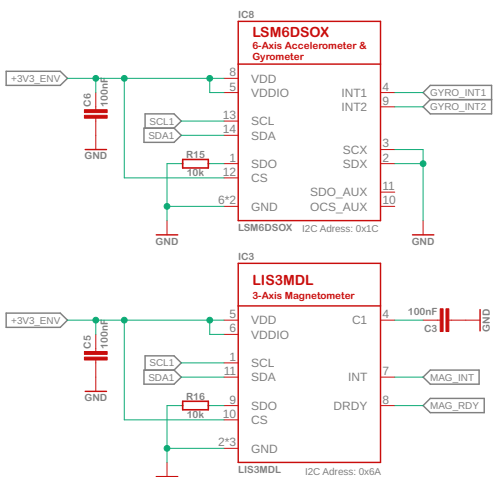 IC8
LSM6DSOX
6-Axis Accelerometer &
Gyrometer
+3V3_ENV
C6
100nF
GND
8 VDD
5 VDDIO
INT1 4 GYRO_INT1
INT2 9 GYRO_INT2
SCL1 13 SCL
SDA1 14 SDA
SCX 3
SDX 2
R15
10k
1 SDO
12 CS
SDO_AUX 11
OCS_AUX 10
6*2 GND
GND
GND
LSM6DSOX I2C Adress: 0x1C
IC3
LIS3MDL
3-Axis Magnetometer
+3V3_ENV
C5
100nF
GND
5 VDD
6 VDDIO
C1 4
100nF
C3
GND
SCL1 1 SCL
SDA1 11 SDA
INT 7 MAG_INT
R16
10k
9 SDO
10 CS
DRDY 8 MAG_RDY
2*3 GND
LIS3MDL I2C Adress: 0x6A